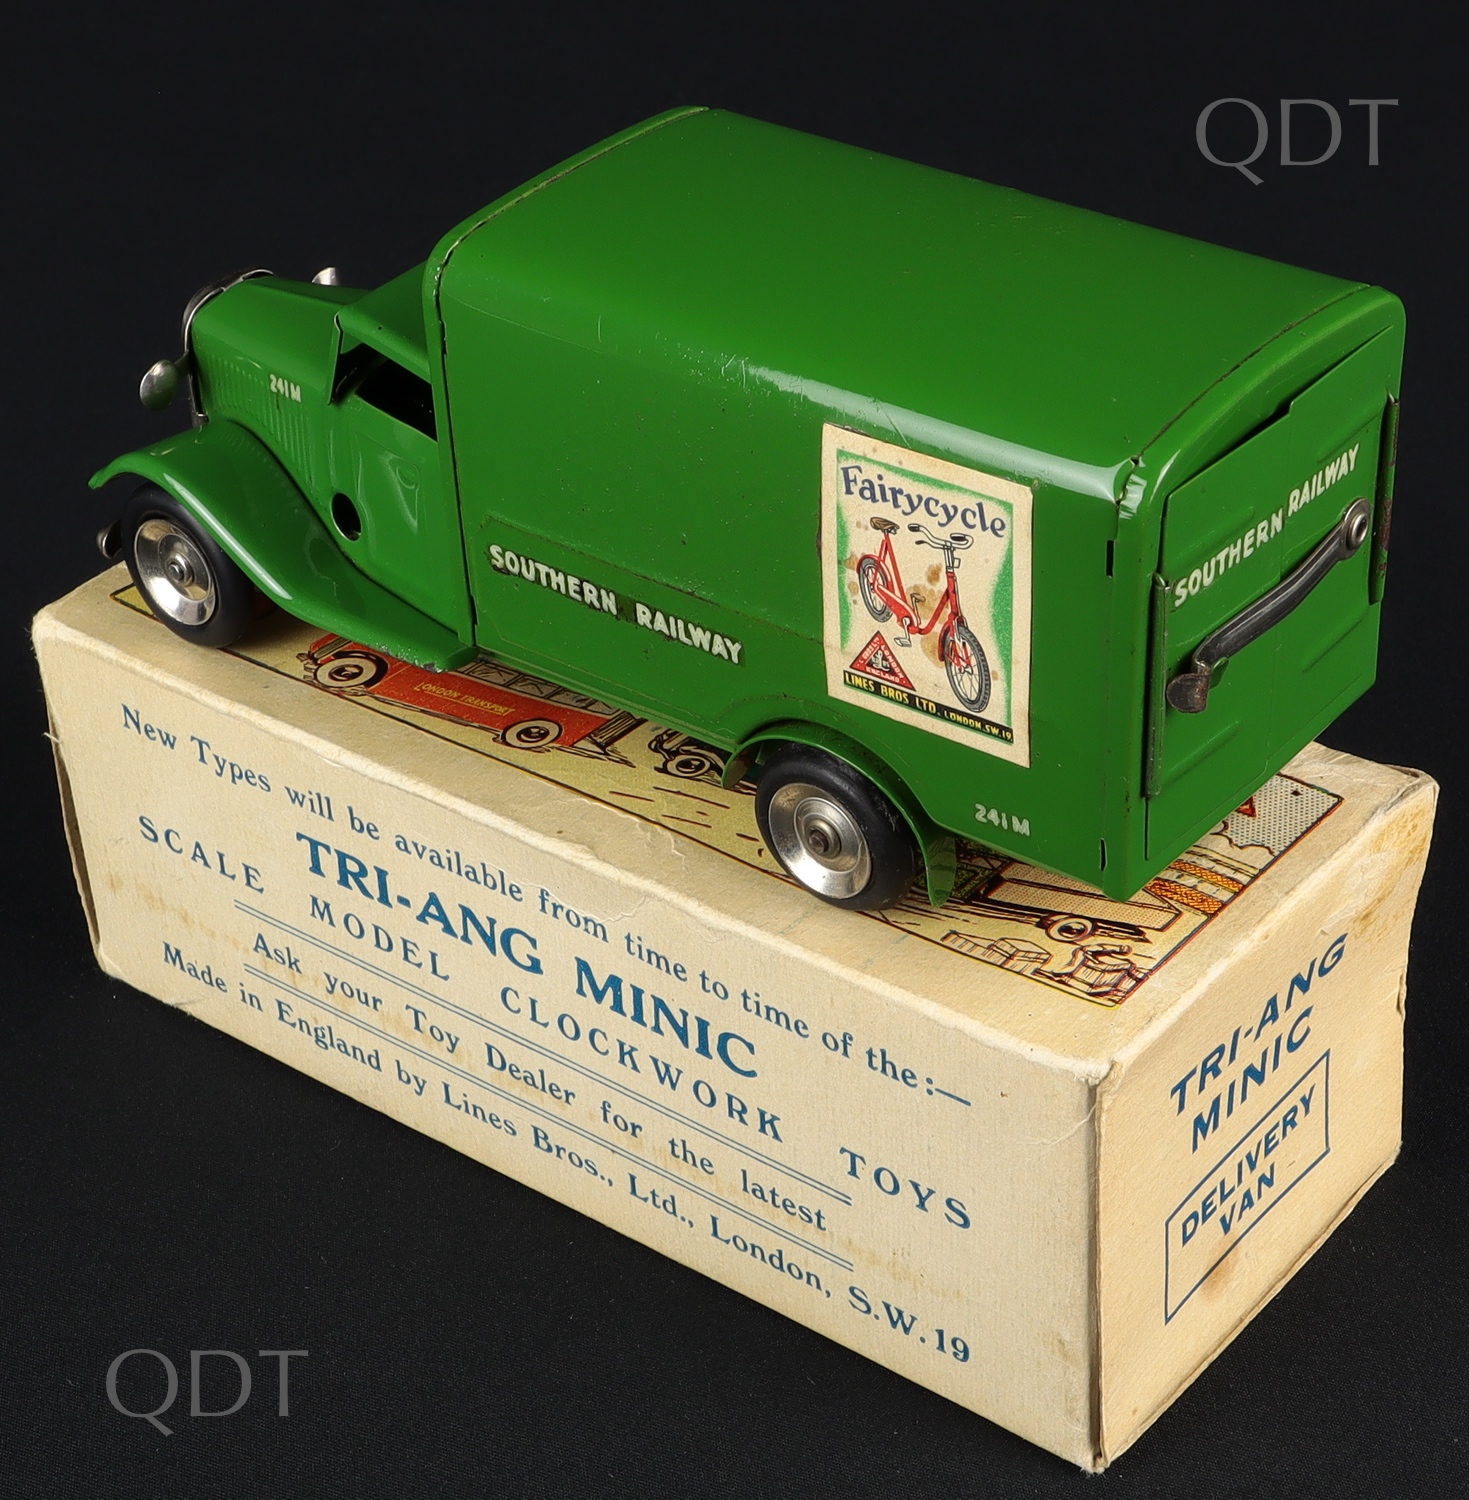 QDT
241M
SOUTHERN RAILWAY
Fairycycle
LINES BROS. LTD. LONDON. S.W.19
241M
SOUTHERN RAILWAY
LONDON TRANSPORT
New Types will be available from time to time of the:—
TRI-ANG MINIC
SCALE MODEL CLOCKWORK TOYS
Ask your Toy Dealer for the latest
Made in England by Lines Bros., Ltd., London, S.W.19
TRI-ANG
MINIC
DELIVERY
VAN
QDT